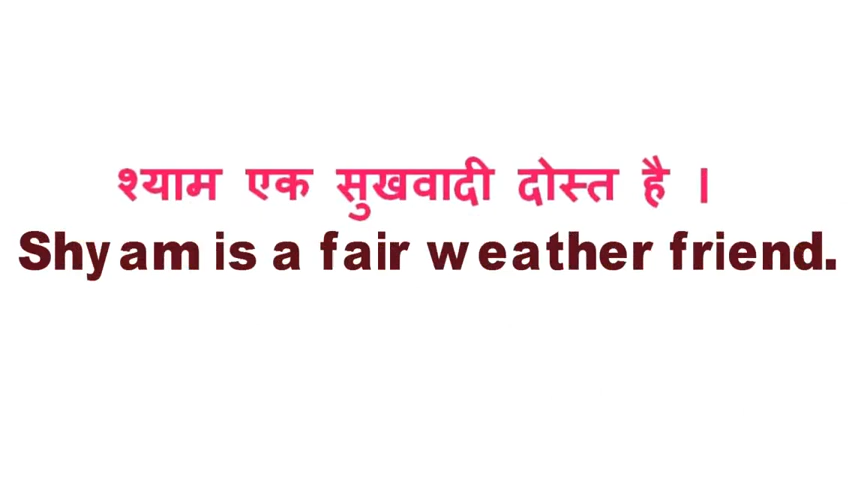 श्याम एक सुखवादी दोस्त है ।
Shyam is a fair weather friend.